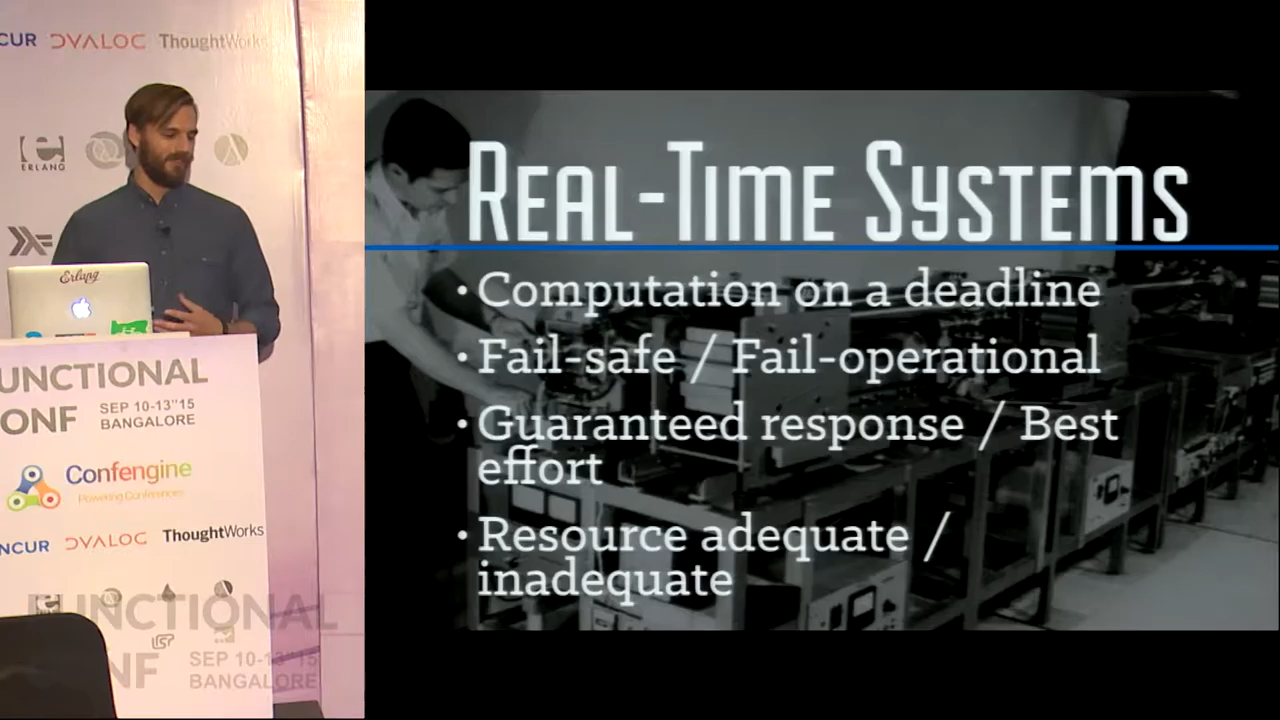 CUR DVALOC ThoughtWorks
ERLANG
Erlang
UNCTIONAL
ONF SEP 10-13"15
BANGALORE
Confengine
Powering Conferences
NCUR DVALOC ThoughtWorks
FUNCTIONAL
NF SEP 10-13"15
BANGALORE
REAL-TIME SYSTEMS
• Computation on a deadline
• Fail-safe / Fail-operational
• Guaranteed response / Best
effort
• Resource adequate /
inadequate